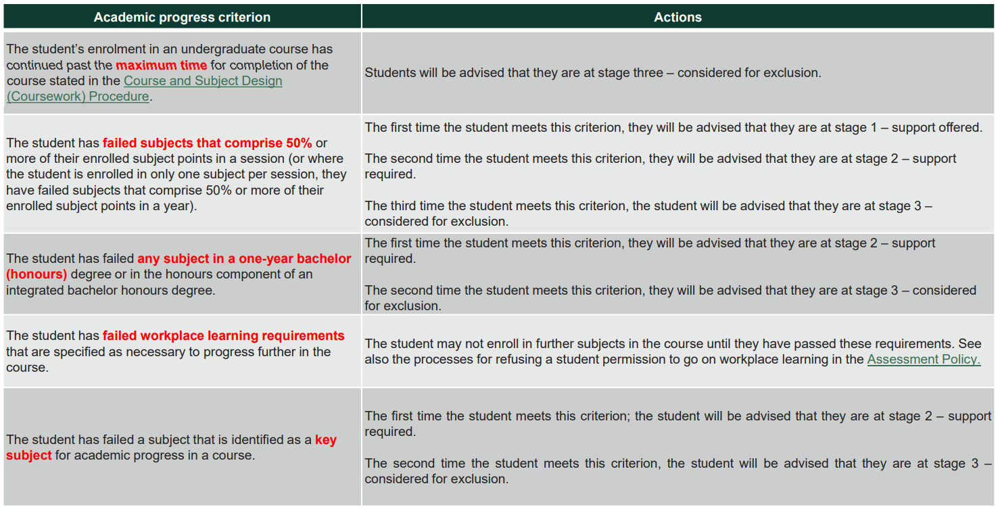 Academic progress criterion
Actions
The student’s enrolment in an undergraduate course has
continued past the maximum time for completion of the
course stated in the Course and Subject Design
(Coursework) Procedure.
Students will be advised that they are at stage three – considered for exclusion.
The student has failed subjects that comprise 50% or
more of their enrolled subject points in a session (or where
the student is enrolled in only one subject per session, they
have failed subjects that comprise 50% or more of their
enrolled subject points in a year).
The first time the student meets this criterion, they will be advised that they are at stage 1 – support offered.
The second time the student meets this criterion, they will be advised that they are at stage 2 – support
required.
The third time the student meets this criterion, the student will be advised that they are at stage 3 –
considered for exclusion.
The student has failed any subject in a one-year bachelor
(honours) degree or in the honours component of an
integrated bachelor honours degree.
The first time the student meets this criterion, they will be advised that they are at stage 2 – support
required.
The second time the student meets this criterion, they will be advised that they are at stage 3 – considered
for exclusion.
The student has failed workplace learning requirements
that are specified as necessary to progress further in the
course.
The student may not enroll in further subjects in the course until they have passed these requirements. See
also the processes for refusing a student permission to go on workplace learning in the Assessment Policy.
The student has failed a subject that is identified as a key
subject for academic progress in a course.
The first time the student meets this criterion; the student will be advised that they are at stage 2 – support
required.
The second time the student meets this criterion, the student will be advised that they are at stage 3 –
considered for exclusion.